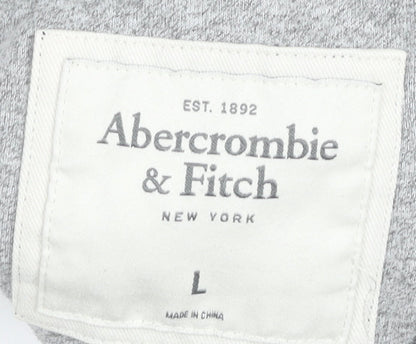 EST. 1892
Abercrombie
& Fitch
NEW YORK
L
MADE IN CHINA